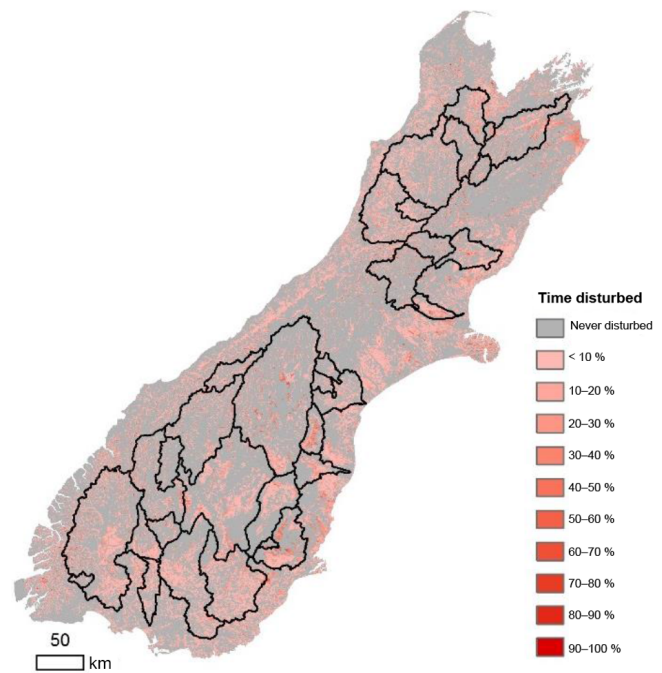 Time disturbed
Never disturbed
< 10 %
10–20 %
20–30 %
30–40 %
40–50 %
50–60 %
60–70 %
70–80 %
80–90 %
90–100 %
50
km